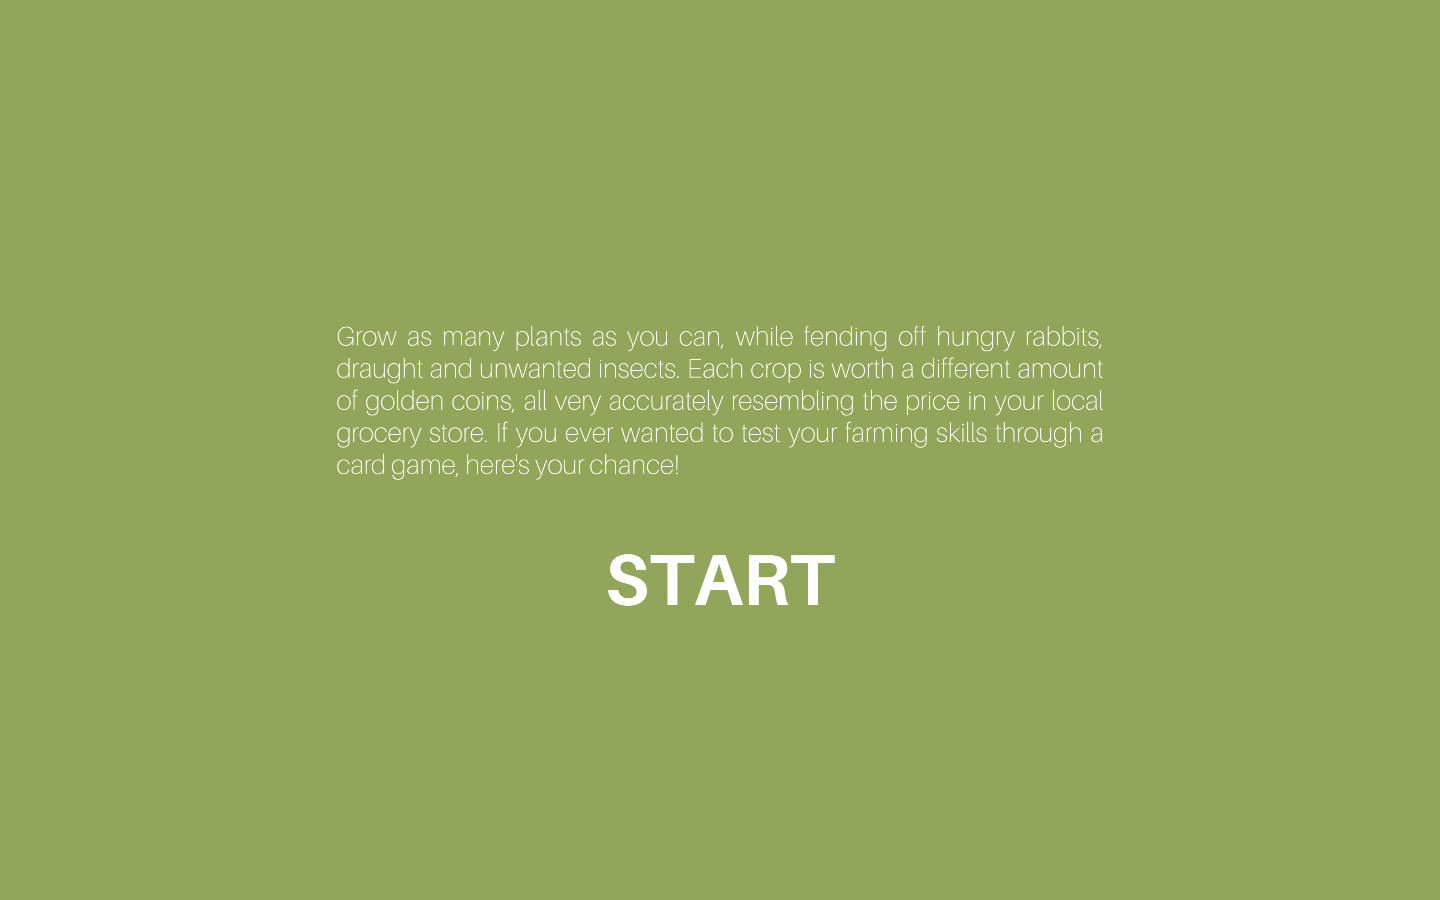 Grow as many plants as you can, while fending off hungry rabbits,
draught and unwanted insects. Each crop is worth a different amount
of golden coins, all very accurately resembling the price in your local
grocery store. If you ever wanted to test your farming skills through a
card game, here's your chance!
START